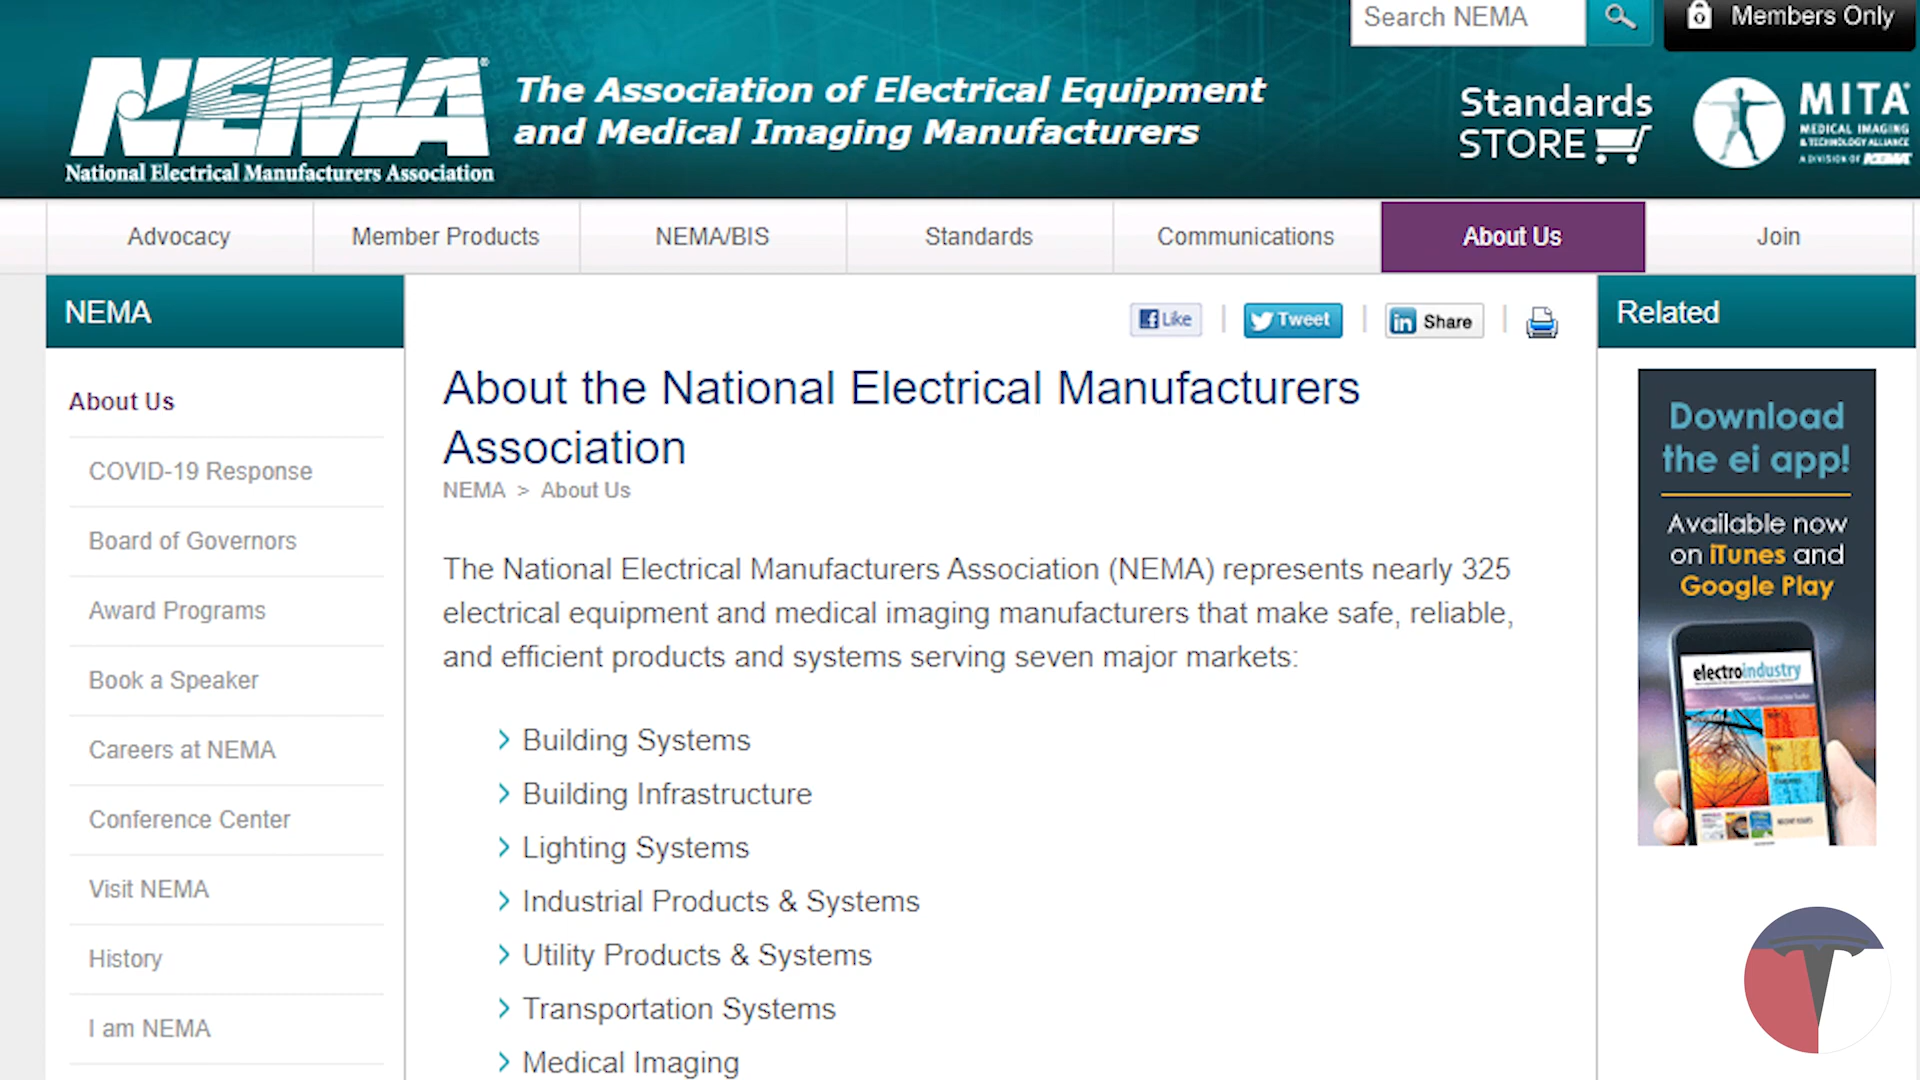 Search NEMA
Members Only
NEMA®
National Electrical Manufacturers Association
The Association of Electrical Equipment
and Medical Imaging Manufacturers
Standards
STORE
MITA
MEDICAL IMAGING
& TECHNOLOGY ALLIANCE
A DIVISION OF NEMA
Advocacy
Member Products
NEMA/BIS
Standards
Communications
About Us
Join
NEMA
About Us
COVID-19 Response
Board of Governors
Award Programs
Book a Speaker
Careers at NEMA
Conference Center
Visit NEMA
History
I am NEMA
Like
Tweet
in Share
About the National Electrical Manufacturers
Association
NEMA > About Us
The National Electrical Manufacturers Association (NEMA) represents nearly 325
electrical equipment and medical imaging manufacturers that make safe, reliable,
and efficient products and systems serving seven major markets:
Building Systems
Building Infrastructure
Lighting Systems
Industrial Products & Systems
Utility Products & Systems
Transportation Systems
Medical Imaging
Related
Download
the ei app!
Available now
on iTunes and
Google Play
electroindustry